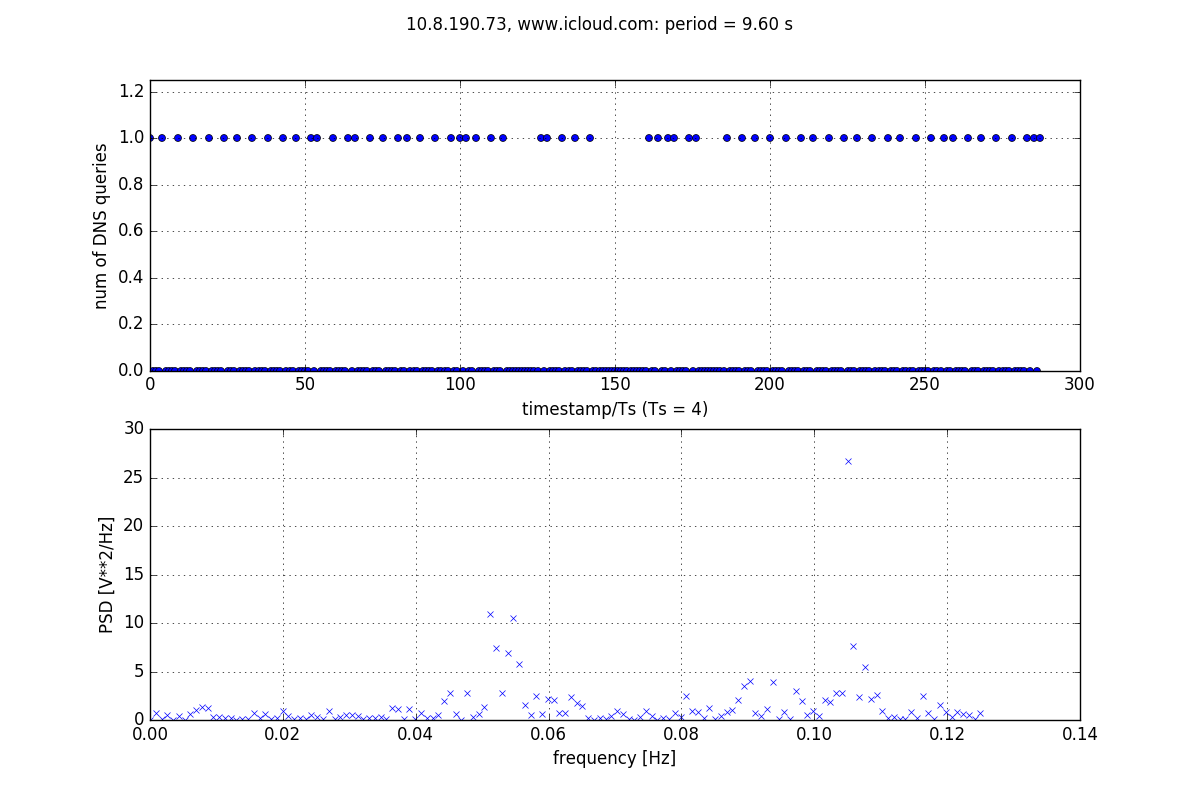 10.8.190.73, www.icloud.com: period = 9.60 s
num of DNS queries
1.2
1.0
0.8
0.6
0.4
0.2
0.0
0 50 100 150 200 250 300
timestamp/Ts (Ts = 4)
PSD [V**2/Hz]
30
25
20
15
10
5
0
0.00 0.02 0.04 0.06 0.08 0.10 0.12 0.14
frequency [Hz]